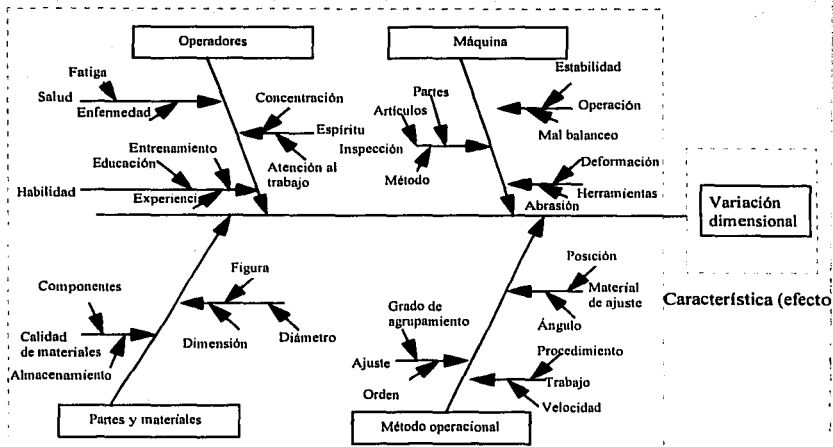 Operadores
Máquina
Fatiga
Salud
Enfermedad
Concentración
Espíritu
Atención al
trabajo
Entrenamiento
Educación
Habilidad
Experiencia
Estabilidad
Partes
Artículos
Operación
Inspección
Mal balanceo
Método
Deformación
Herramientas
Abrasión
Variación
dimensional
Característica (efecto
Componentes
Figura
Calidad
de materiales
Dimensión
Diámetro
Almacenamiento
Partes y materiales
Posición
Material
de ajuste
Ángulo
Grado de
agrupamiento
Ajuste
Orden
Procedimiento
Trabajo
Velocidad
Método operacional